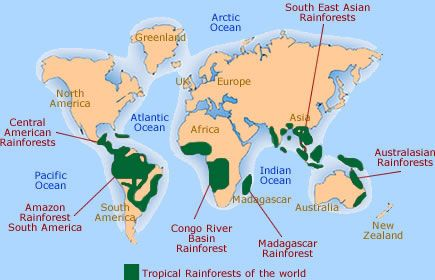 South East Asian
Rainforests
Arctic
Ocean
Greenland
UK
Europe
North
America
Asia
Central
American
Rainforests
Atlantic
Ocean
Africa
Australasian
Rainforests
Pacific
Ocean
Indian
Ocean
Madagascar
Amazon
Rainforest
South America
South
America
Australia
New
Zealand
Congo River
Basin
Rainforest
Madagascar
Rainforest
Tropical Rainforests of the world